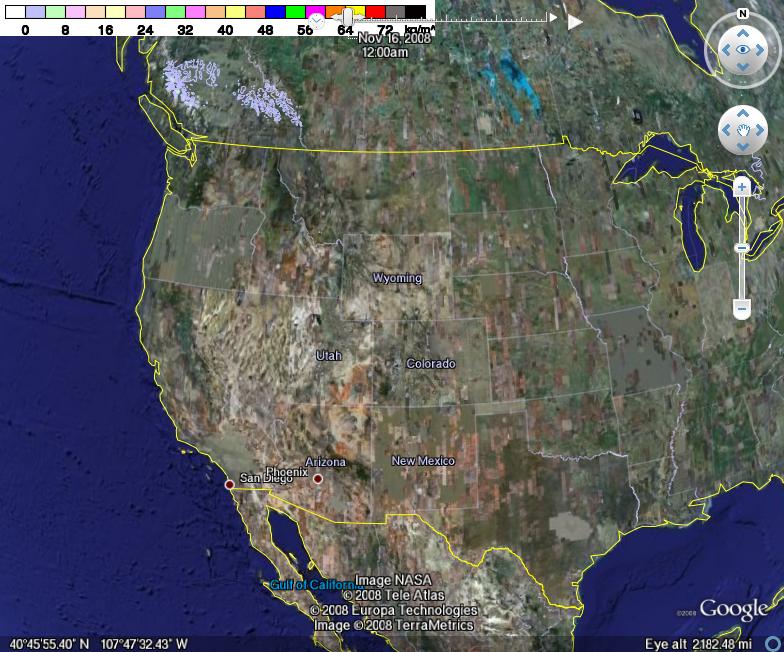 0 8 16 24 32 40 48 56 64 72 kg/m²
Nov 16, 2008
12:00am
N
Wyoming
Utah
Colorado
Arizona
New Mexico
Phoenix
San Diego
Gulf of California
Image NASA
© 2008 Tele Atlas
© 2008 Europa Technologies
Image © 2008 TerraMetrics
©2008 Google
40°45'55.40" N 107°47'32.43" W
Eye alt 2182.48 mi